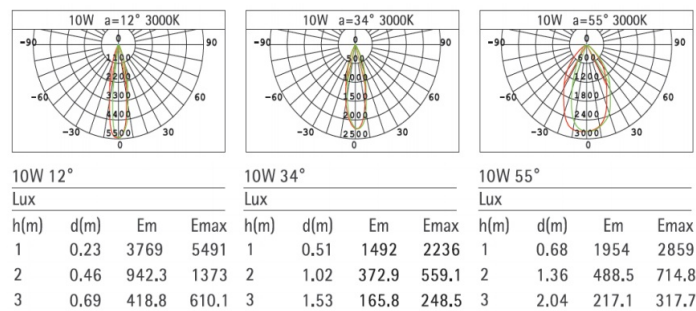 10W a=12° 3000K
0
-90 90
1100
2200
-60 3300 60
4400
-30 5500 30
0
10W 12°
Lux
h(m) d(m) Em Emax
1 0.23 3769 5491
2 0.46 942.3 1373
3 0.69 418.8 610.1
10W a=34° 3000K
0
-90 90
500
1000
-60 1500 60
2000
-30 2500 30
0
10W 34°
Lux
h(m) d(m) Em Emax
1 0.51 1492 2236
2 1.02 372.9 559.1
3 1.53 165.8 248.5
10W a=55° 3000K
0
-90 90
600
1200
-60 1800 60
2400
-30 3000 30
0
10W 55°
Lux
h(m) d(m) Em Emax
1 0.68 1954 2859
2 1.36 488.5 714.8
3 2.04 217.1 317.7